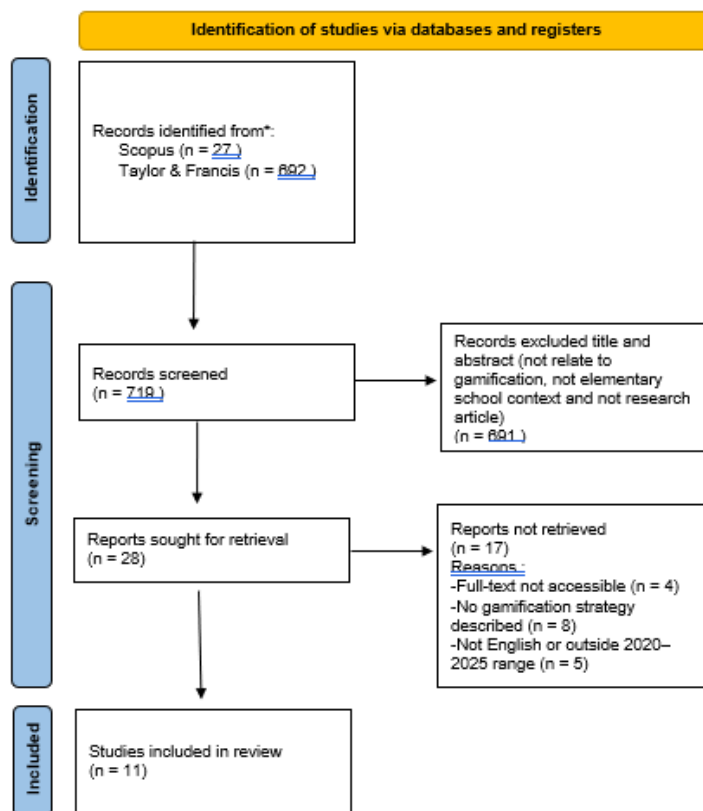 Identification of studies via databases and registers
Identification
Records identified from*:
Scopus (n = 27 )
Taylor & Francis (n = 692 )
Screening
Records screened
(n = 719 )
Records excluded title and
abstract (not relate to
gamification, not elementary
school context and not research
article)
(n = 691 )
Reports sought for retrieval
(n = 28)
Reports not retrieved
(n = 17)
Reasons :
-Full-text not accessible (n = 4)
-No gamification strategy
described (n = 8)
-Not English or outside 2020–
2025 range (n = 5)
Included
Studies included in review
(n = 11)